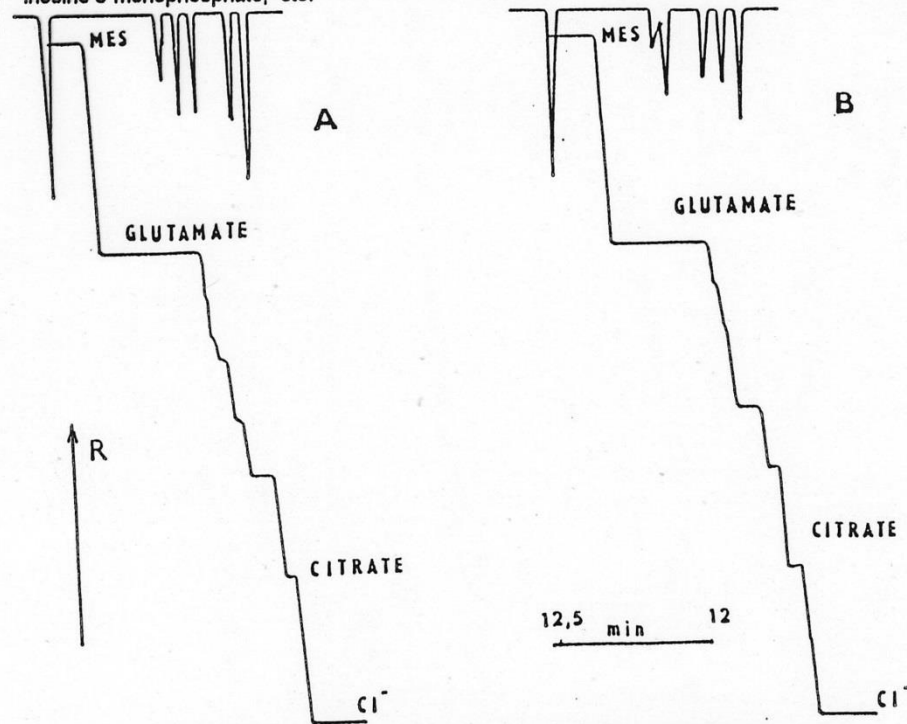 inosine 5'monophosphate, etc.
MES
A
GLUTAMATE
R
CITRATE
Cl⁻
MES
B
GLUTAMATE
CITRATE
12,5 min 12
Cl⁻